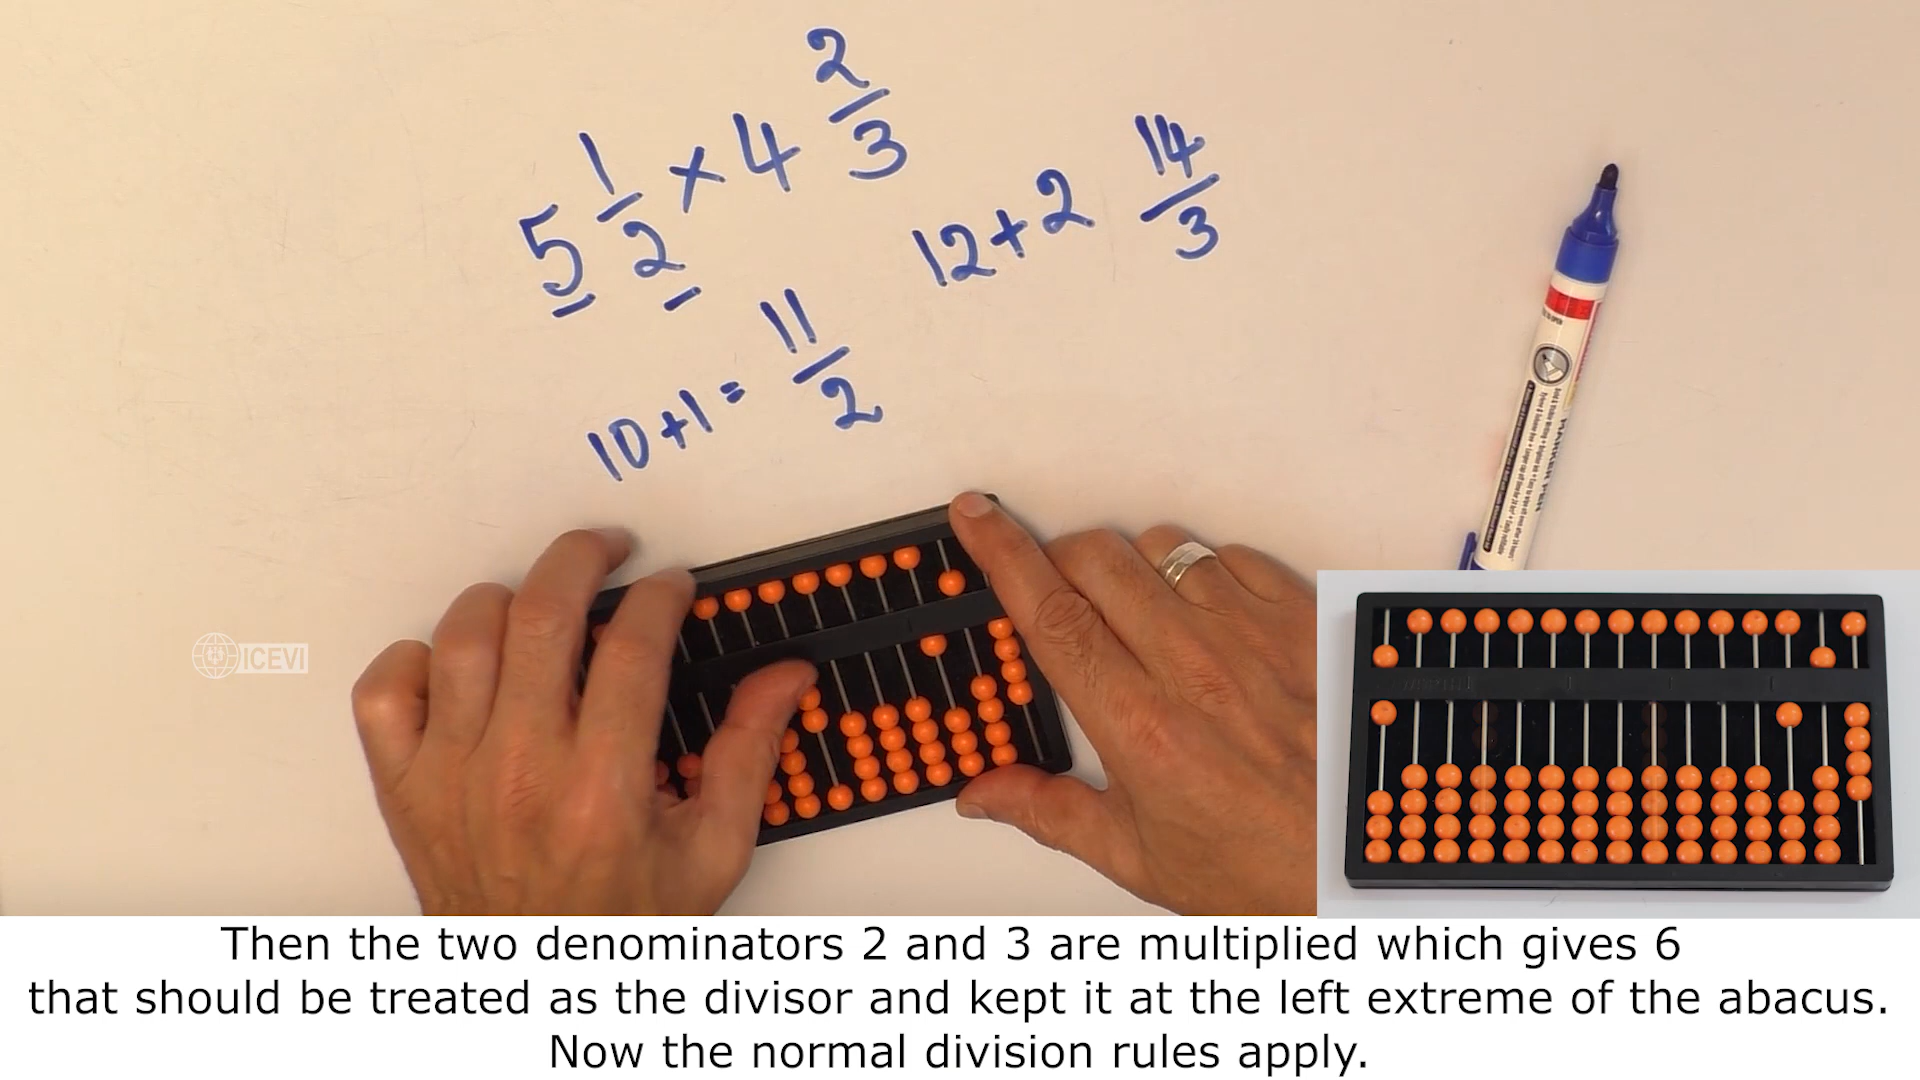 5 1/2 × 4 2/3
12+2 14/3
10+1= 11/2
ICEVI
Then the two denominators 2 and 3 are multiplied which gives 6
that should be treated as the divisor and kept it at the left extreme of the abacus.
Now the normal division rules apply.